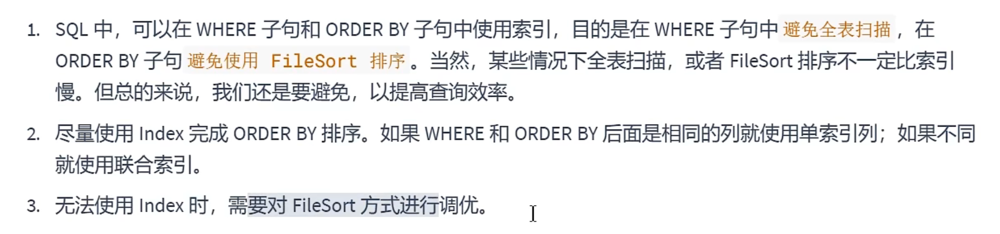 1. SQL 中，可以在 WHERE 子句和 ORDER BY 子句中使用索引，目的是在 WHERE 子句中 避免全表扫描 ，在
ORDER BY 子句 避免使用 FileSort 排序 。当然，某些情况下全表扫描，或者 FileSort 排序不一定比索引
慢。但总的来说，我们还是要避免，以提高查询效率。
2. 尽量使用 Index 完成 ORDER BY 排序。如果 WHERE 和 ORDER BY 后面是相同的列就使用单索引列；如果不同
就使用联合索引。
3. 无法使用 Index 时，需要对 FileSort 方式进行调优。